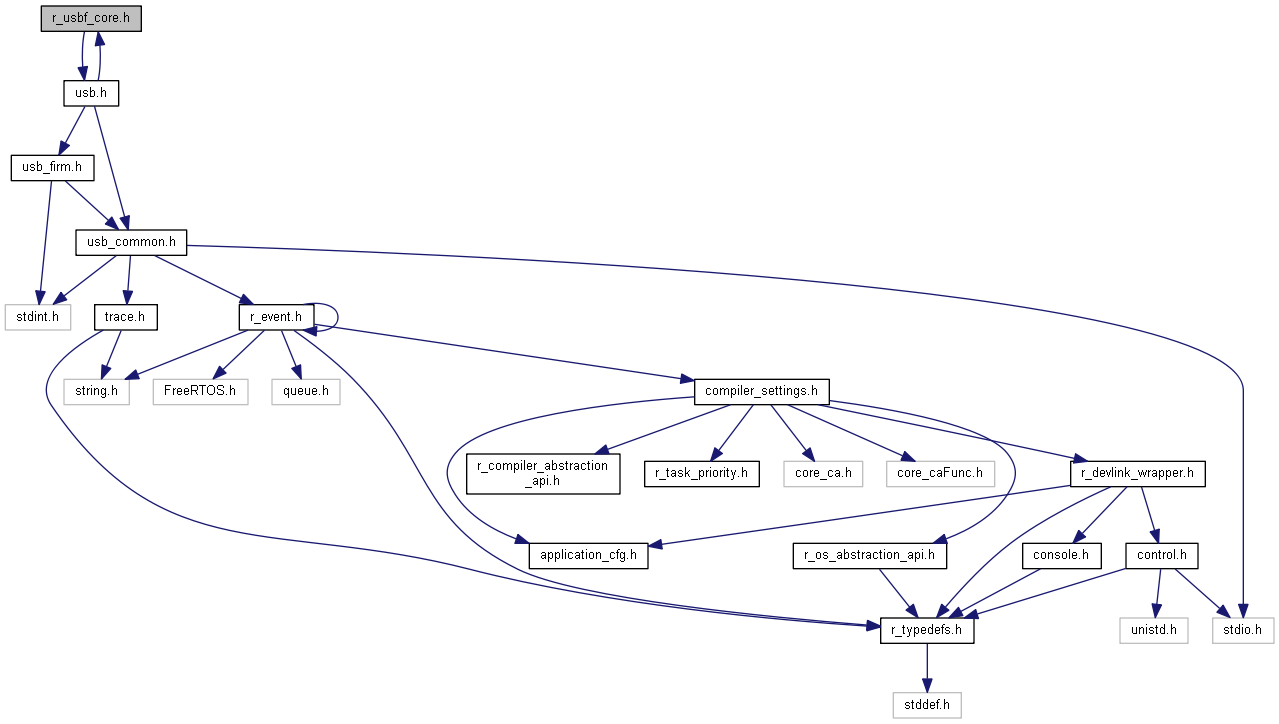 r_usbf_core.h
usb.h
usb_firm.h
usb_common.h
stdint.h
trace.h
r_event.h
string.h
FreeRTOS.h
queue.h
compiler_settings.h
r_compiler_abstraction
_api.h
r_task_priority.h
core_ca.h
core_caFunc.h
r_devlink_wrapper.h
application_cfg.h
r_os_abstraction_api.h
console.h
control.h
r_typedefs.h
unistd.h
stdio.h
stddef.h